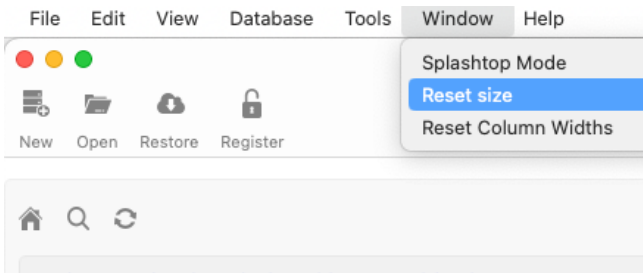 File Edit View Database Tools Window Help
Splashtop Mode
Reset size
Reset Column Widths
New Open Restore Register